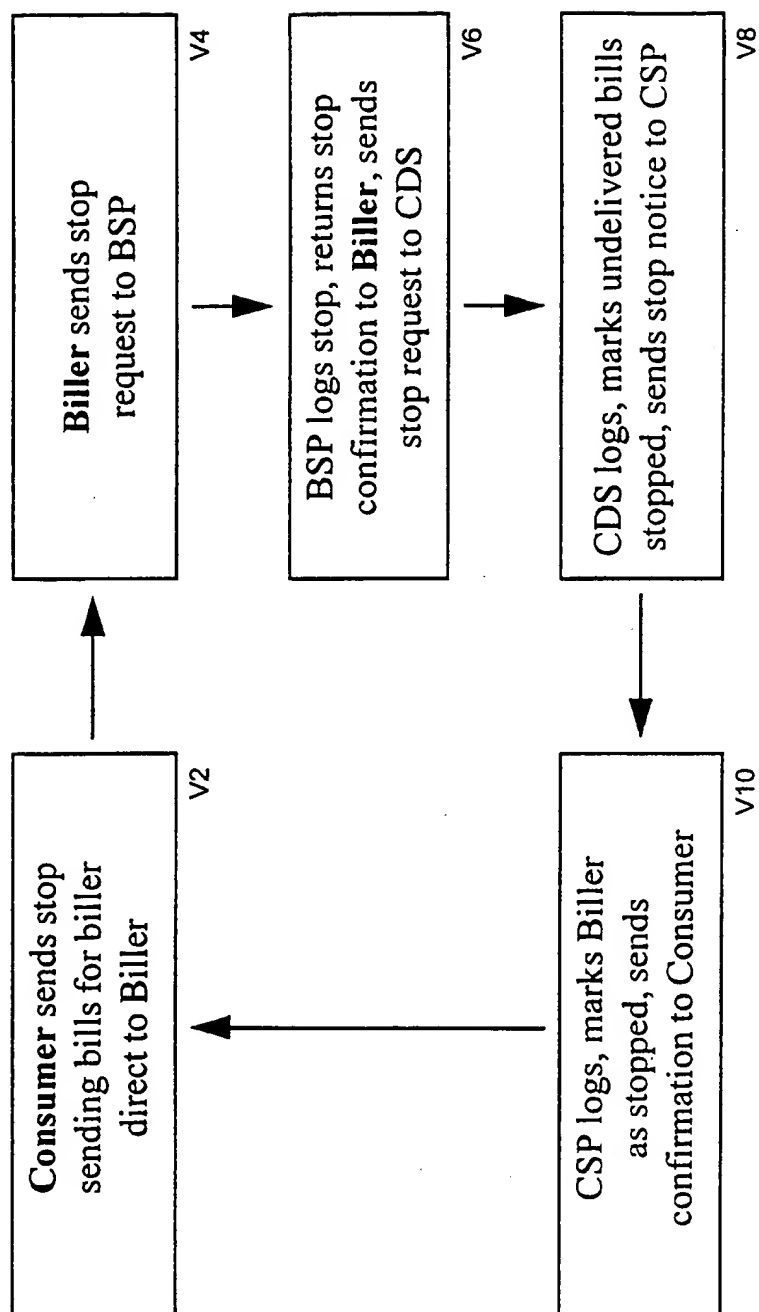 Consumer sends stop
sending bills for biller
direct to Biller
V2
Biller sends stop
request to BSP
V4
BSP logs stop, returns stop
confirmation to Biller, sends
stop request to CDS
V6
CDS logs, marks undelivered bills
stopped, sends stop notice to CSP
V8
CSP logs, marks Biller
as stopped, sends
confirmation to Consumer
V10